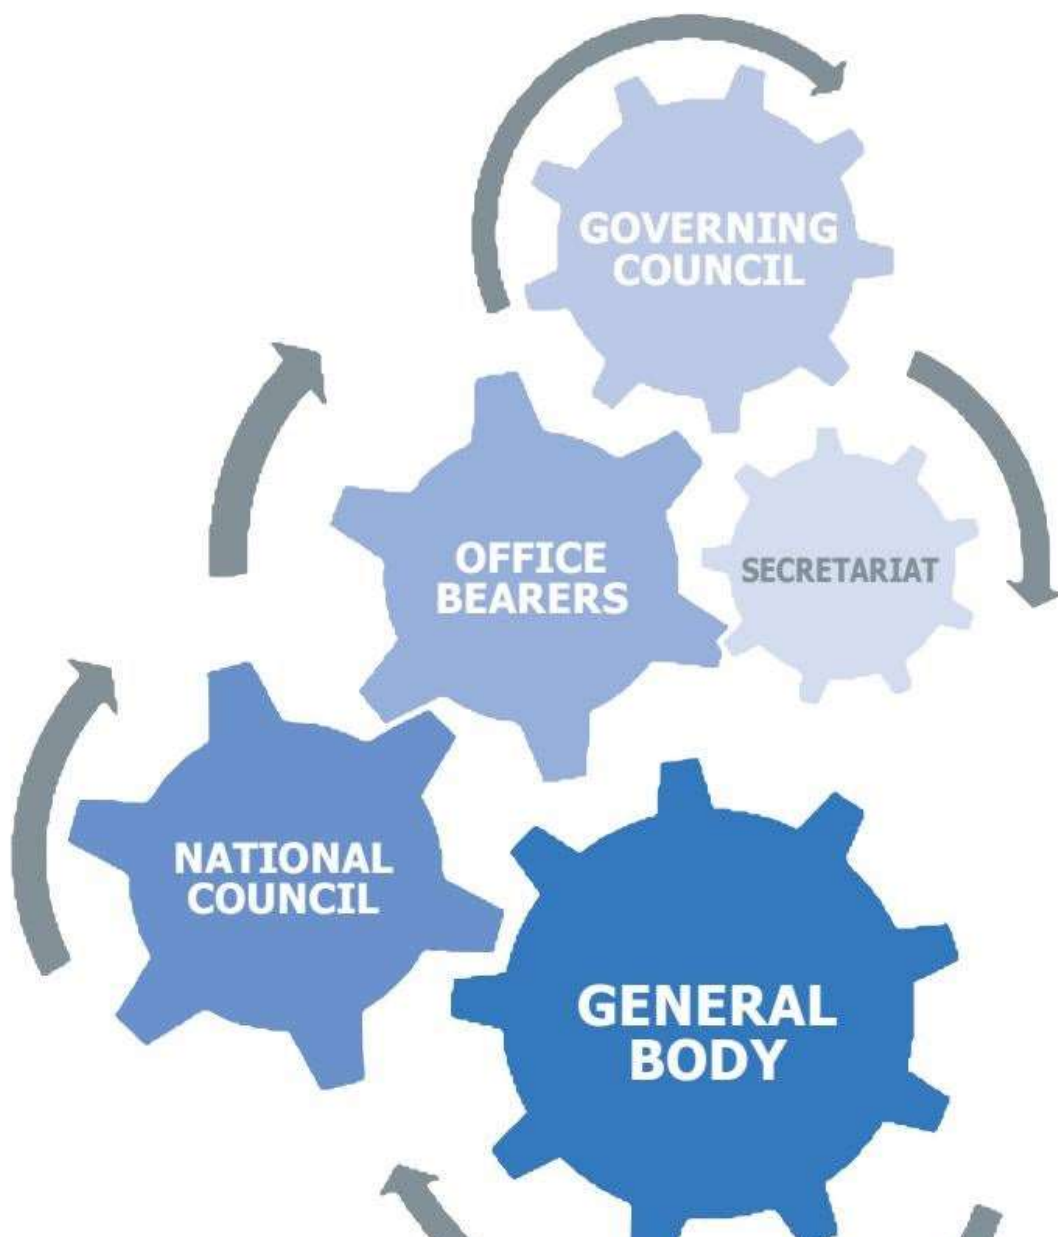 GOVERNING
COUNCIL
OFFICE
BEARERS
SECRETARIAT
NATIONAL
COUNCIL
GENERAL
BODY